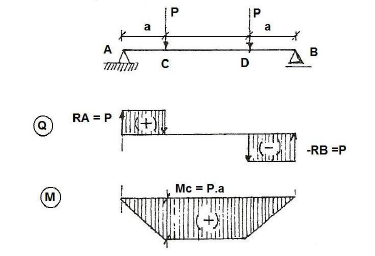 P P
a a
A B
C D
Q RA = P +
- -RB = P
M Mc = P.a
+